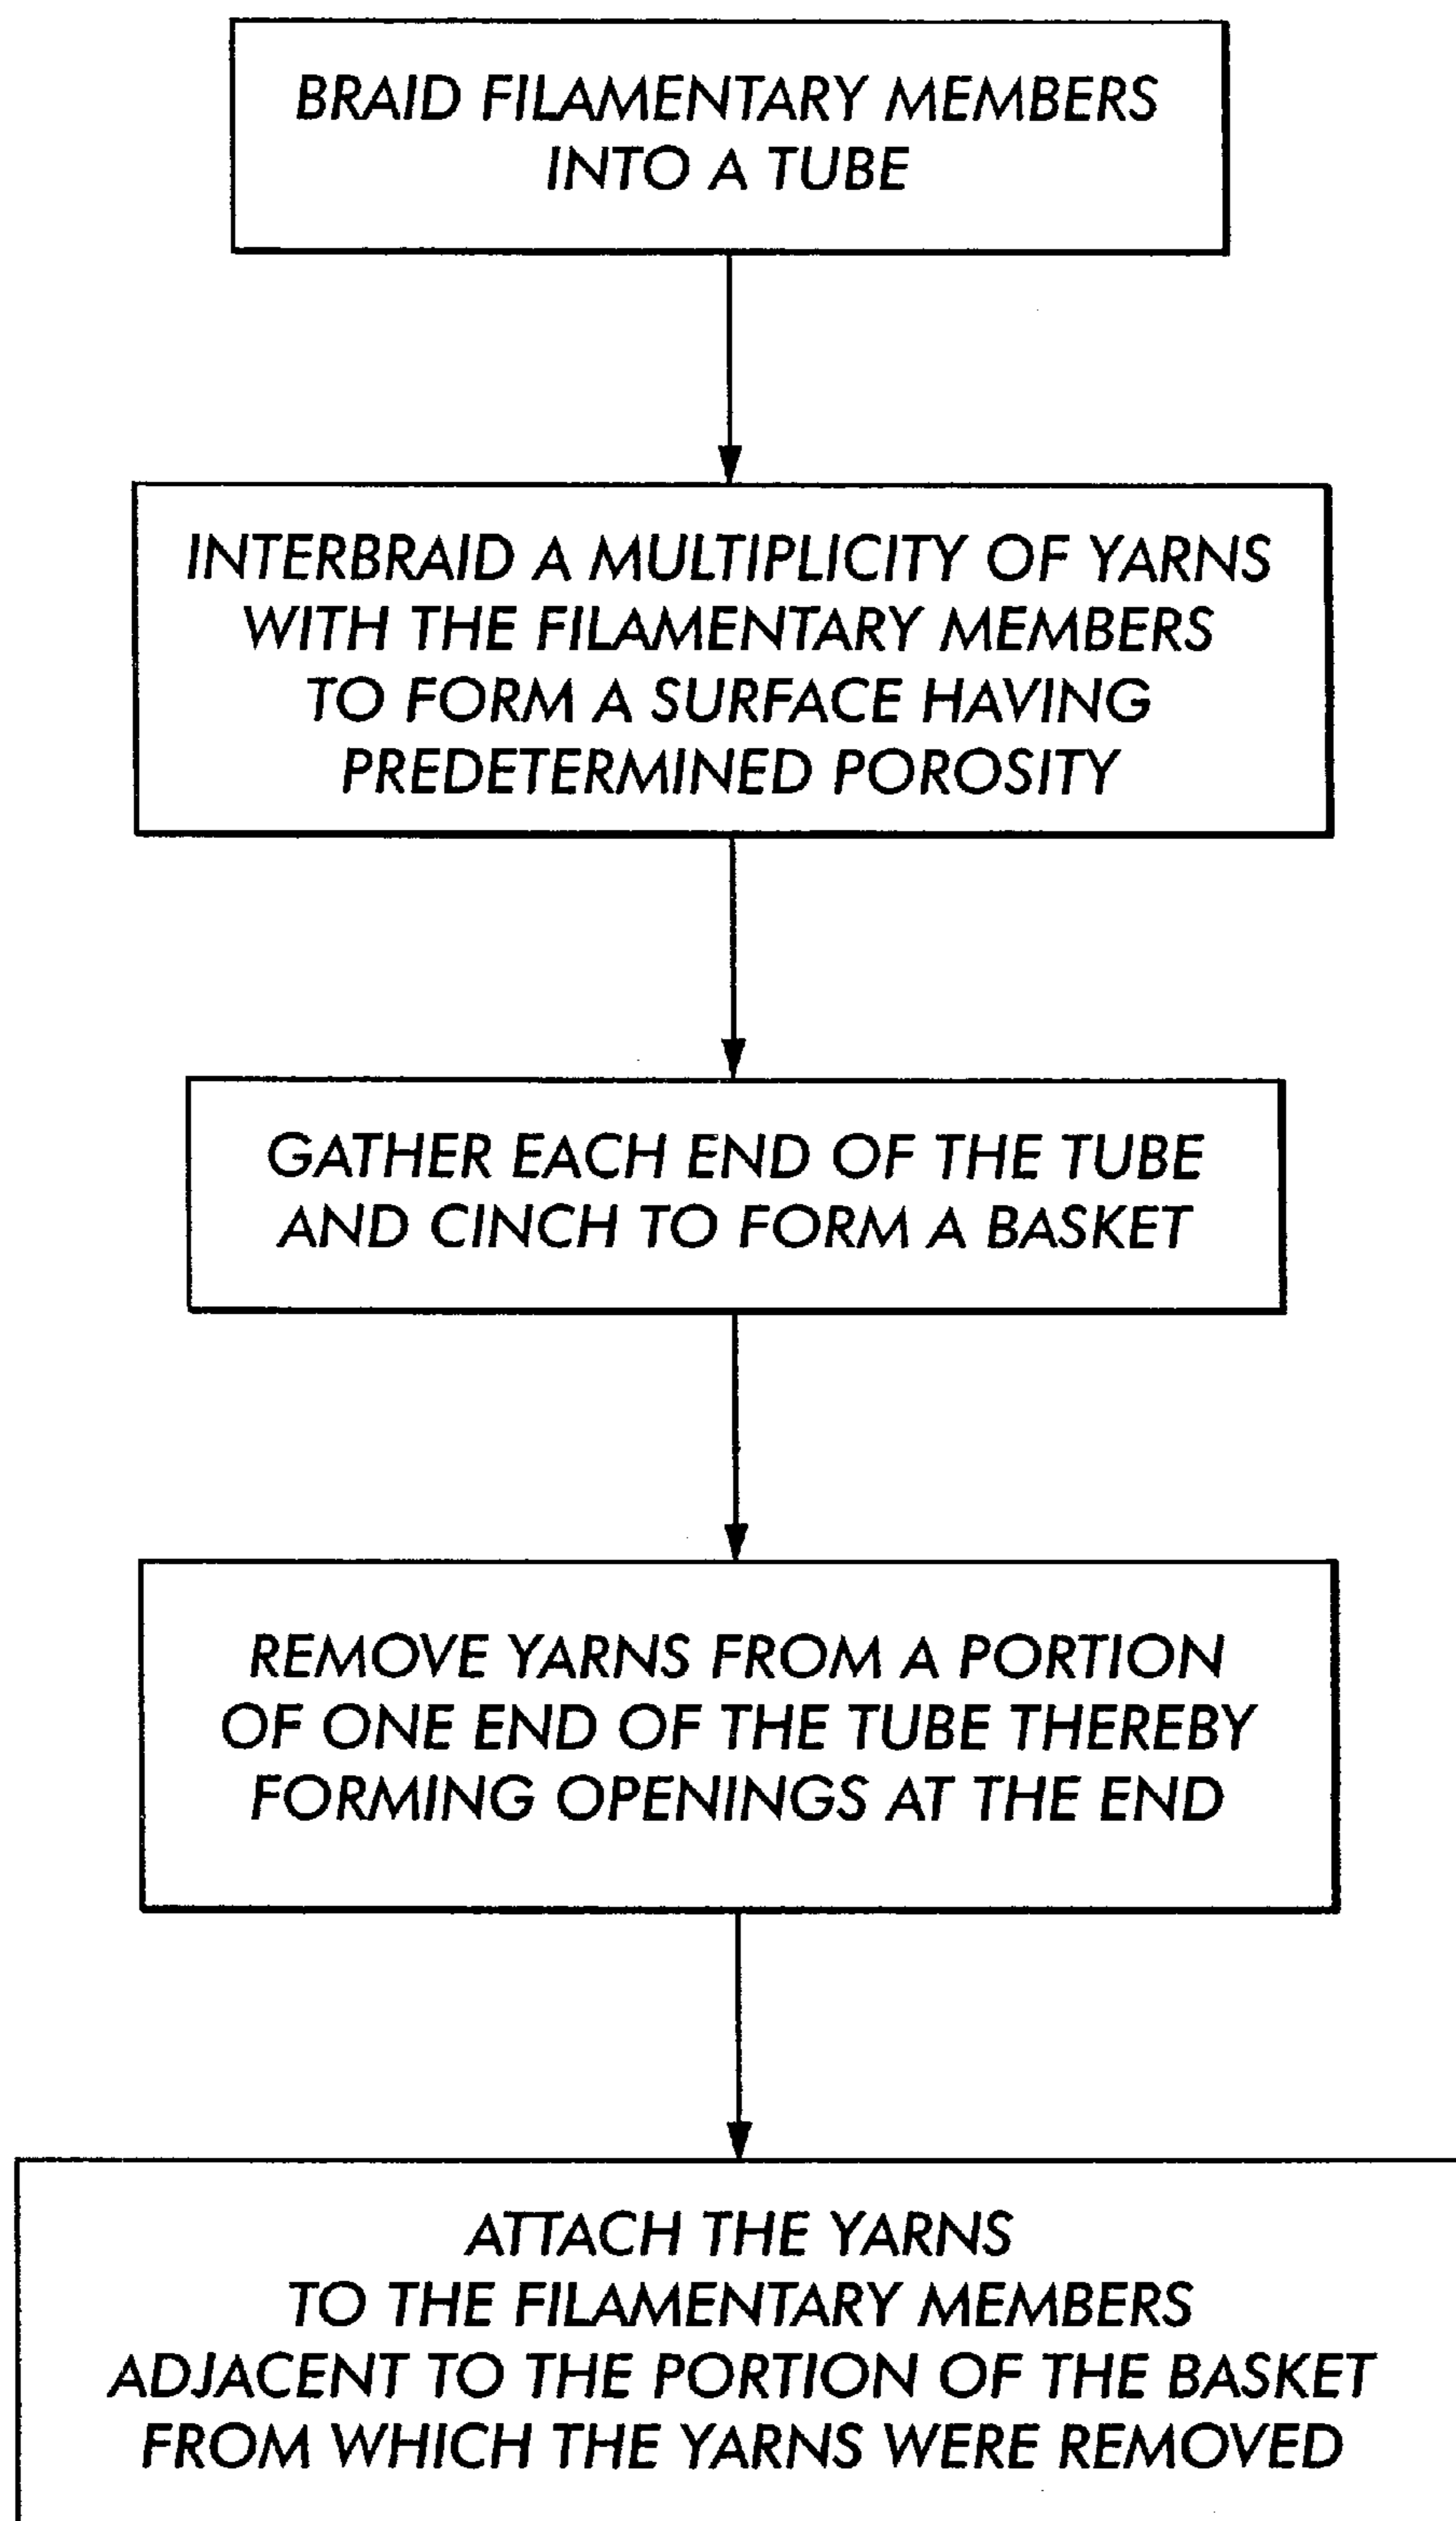 BRAID FILAMENTARY MEMBERS
INTO A TUBE
INTERBRAID A MULTIPLICITY OF YARNS
WITH THE FILAMENTARY MEMBERS
TO FORM A SURFACE HAVING
PREDETERMINED POROSITY
GATHER EACH END OF THE TUBE
AND CINCH TO FORM A BASKET
REMOVE YARNS FROM A PORTION
OF ONE END OF THE TUBE THEREBY
FORMING OPENINGS AT THE END
ATTACH THE YARNS
TO THE FILAMENTARY MEMBERS
ADJACENT TO THE PORTION OF THE BASKET
FROM WHICH THE YARNS WERE REMOVED